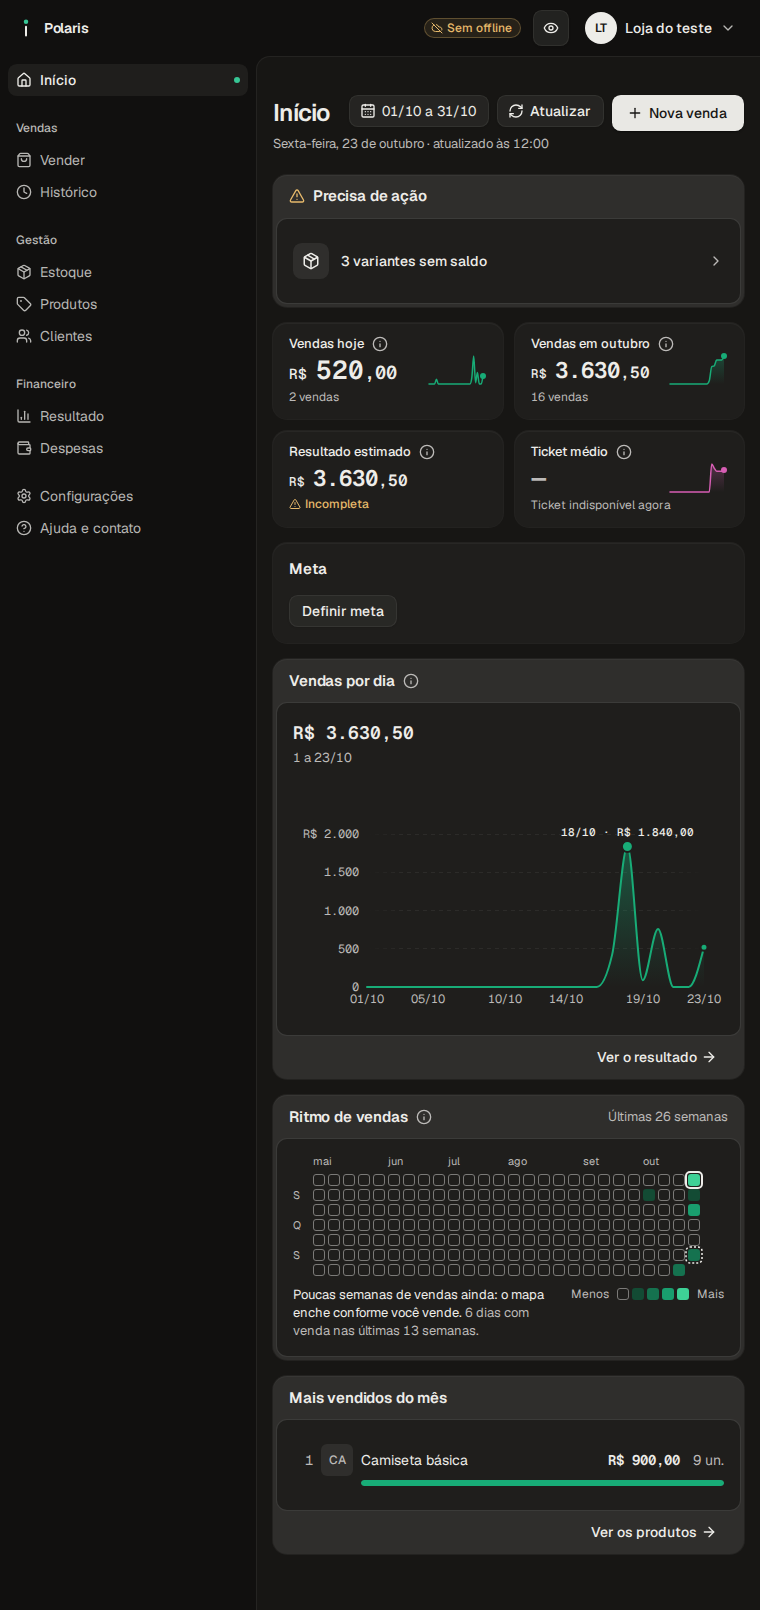 Polaris
Sem offline
LT
Loja do teste
Início
Vendas
Vender
Histórico
Gestão
Estoque
Produtos
Clientes
Financeiro
Resultado
Despesas
Configurações
Ajuda e contato
Início
01/10 a 31/10
Atualizar
Nova venda
Sexta-feira, 23 de outubro · atualizado às 12:00
Precisa de ação
3 variantes sem saldo
Vendas hoje
R$ 520,00
2 vendas
Vendas em outubro
R$ 3.630,50
16 vendas
Resultado estimado
R$ 3.630,50
Incompleta
Ticket médio
—
Ticket indisponível agora
Meta
Definir meta
Vendas por dia
R$ 3.630,50
1 a 23/10
18/10 · R$ 1.840,00
R$ 2.000
1.500
1.000
500
0
01/10 05/10 10/10 14/10 19/10 23/10
Ver o resultado
Ritmo de vendas
Últimas 26 semanas
mai jun jul ago set out
S
Q
S
Poucas semanas de vendas ainda: o mapa
enche conforme você vende. 6 dias com
venda nas últimas 13 semanas.
Menos
Mais
Mais vendidos do mês
1 CA Camiseta básica R$ 900,00 9 un.
Ver os produtos